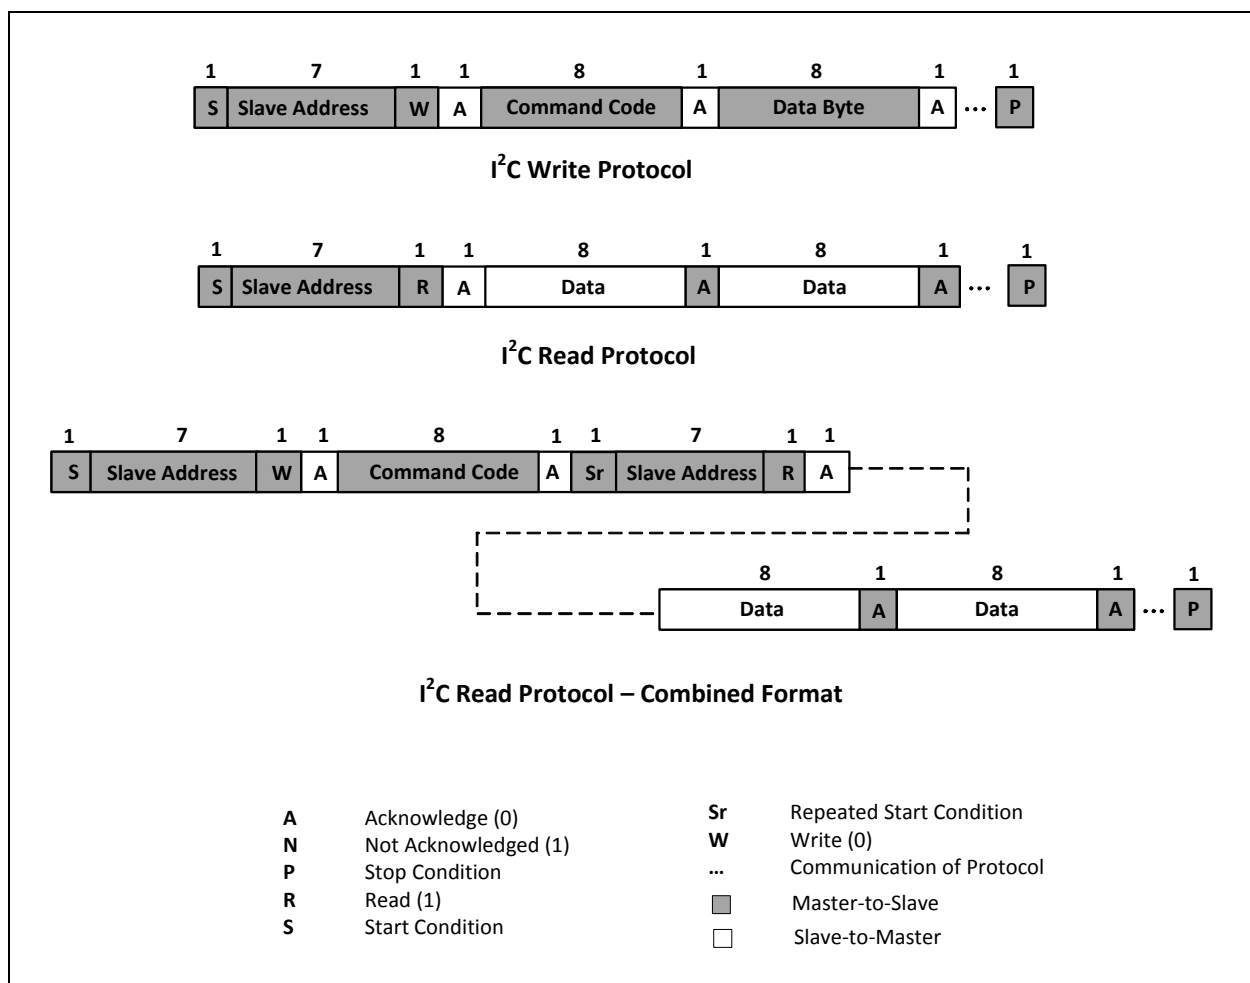 1 7 1 1 8 1 8 1 1
S Slave Address W A Command Code A Data Byte A ... P
I²C Write Protocol
1 7 1 1 8 1 8 1 1
S Slave Address R A Data A Data A ... P
I²C Read Protocol
1 7 1 1 8 1 1 7 1 1
S Slave Address W A Command Code A Sr Slave Address R A
8 1 8 1 1
Data A Data A ... P
I²C Read Protocol – Combined Format
A Acknowledge (0)
N Not Acknowledged (1)
P Stop Condition
R Read (1)
S Start Condition
Sr Repeated Start Condition
W Write (0)
... Communication of Protocol
Master-to-Slave
Slave-to-Master